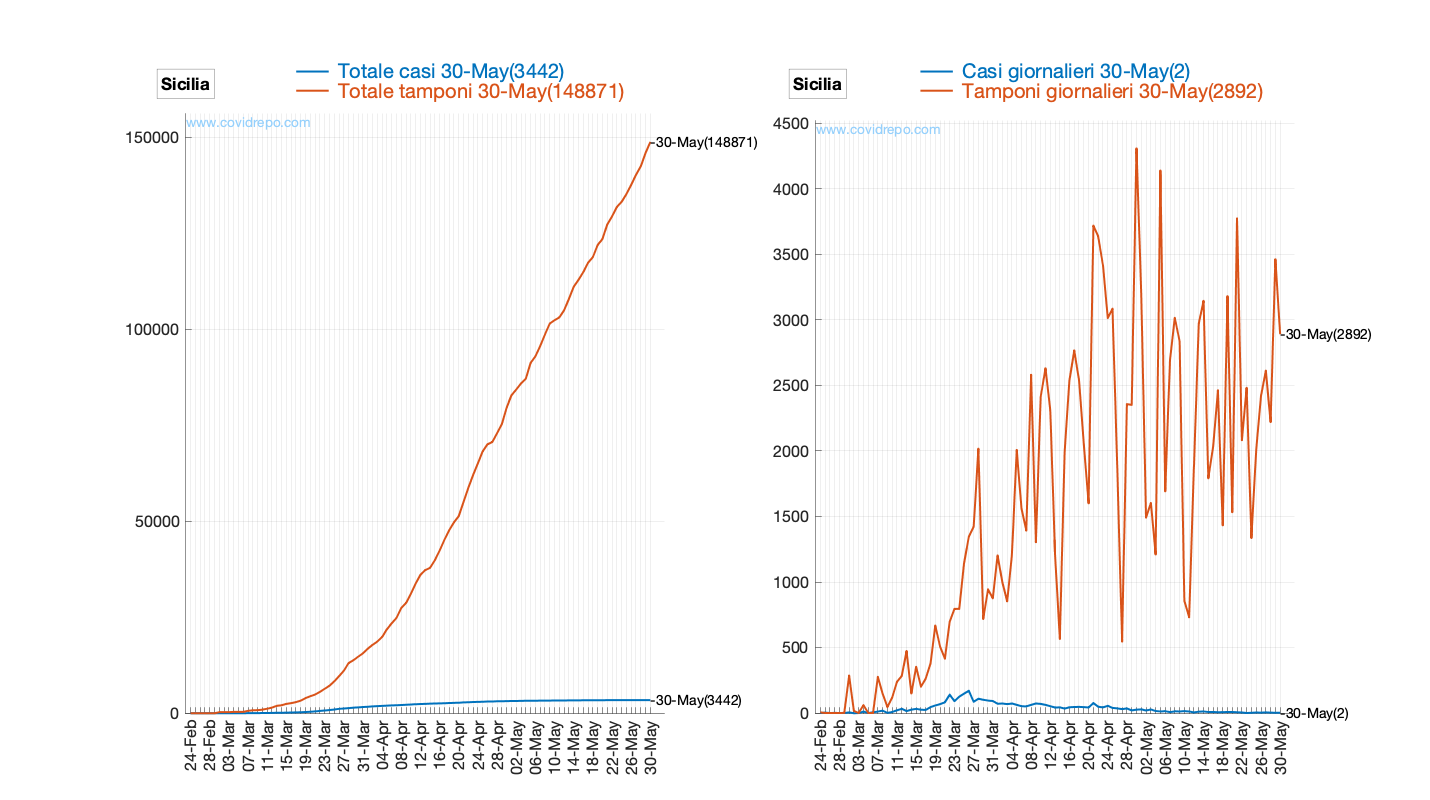 Sicilia
Totale casi 30-May(3442)
Totale tamponi 30-May(148871)
www.covidrepo.com
150000
100000
50000
0
30-May(148871)
30-May(3442)
24-Feb
28-Feb
03-Mar
07-Mar
11-Mar
15-Mar
19-Mar
23-Mar
27-Mar
31-Mar
04-Apr
08-Apr
12-Apr
16-Apr
20-Apr
24-Apr
28-Apr
02-May
06-May
10-May
14-May
18-May
22-May
26-May
30-May
Sicilia
Casi giornalieri 30-May(2)
Tamponi giornalieri 30-May(2892)
www.covidrepo.com
4500
4000
3500
3000
2500
2000
1500
1000
500
0
30-May(2892)
30-May(2)
24-Feb
28-Feb
03-Mar
07-Mar
11-Mar
15-Mar
19-Mar
23-Mar
27-Mar
31-Mar
04-Apr
08-Apr
12-Apr
16-Apr
20-Apr
24-Apr
28-Apr
02-May
06-May
10-May
14-May
18-May
22-May
26-May
30-May